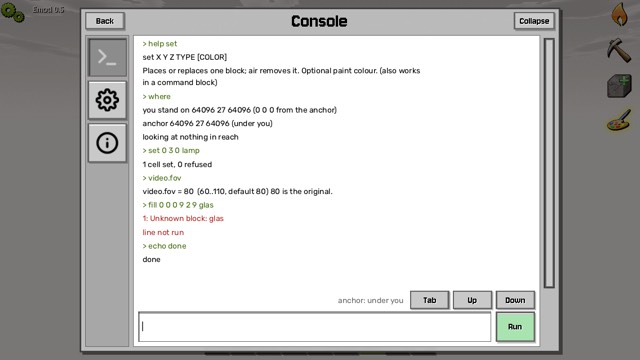 Emod 0.5
Back
Console
Collapse
> help set
set X Y Z TYPE [COLOR]
Places or replaces one block; air removes it. Optional paint colour. (also works
in a command block)
> where
you stand on 64096 27 64096 (0 0 0 from the anchor)
anchor 64096 27 64096 (under you)
looking at nothing in reach
> set 0 3 0 lamp
1 cell set, 0 refused
> video.fov
video.fov = 80 (60..110, default 80) 80 is the original.
> fill 0 0 0 9 2 9 glas
1: Unknown block: glas
line not run
> echo done
done
anchor: under you
Tab
Up
Down
Run